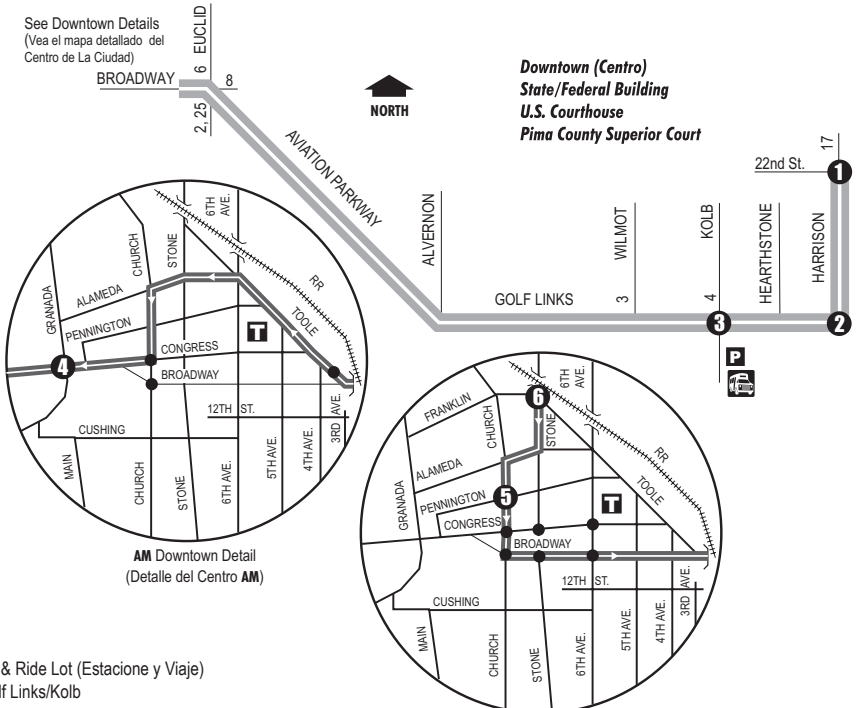 See Downtown Details
(Vea el mapa detallado del
Centro de La Ciudad)
BROADWAY
6 EUCLID
8
2, 25
NORTH
Downtown (Centro)
State/Federal Building
U.S. Courthouse
Pima County Superior Court
AVIATION PARKWAY
ALVERNON
GOLF LINKS
3 WILMOT
4 KOLB
HEARTHSTONE
HARRISON
22nd St.
17
1
2
3
P
GRANADA
ALAMEDA
PENNINGTON
CHURCH
STONE
6TH AVE.
RR
TOOLE
T
4
CONGRESS
BROADWAY
12TH ST.
CUSHING
MAIN
CHURCH
STONE
6TH AVE.
5TH AVE.
4TH AVE.
3RD AVE.
AM Downtown Detail
(Detalle del Centro AM)
FRANKLIN
CHURCH
6
STONE
6TH AVE.
RR
TOOLE
T
GRANADA
ALAMEDA
PENNINGTON
5
CONGRESS
BROADWAY
12TH ST.
CUSHING
MAIN
CHURCH
STONE
6TH AVE.
5TH AVE.
4TH AVE.
3RD AVE.
& Ride Lot (Estacione y Viaje)
lf Links/Kolb